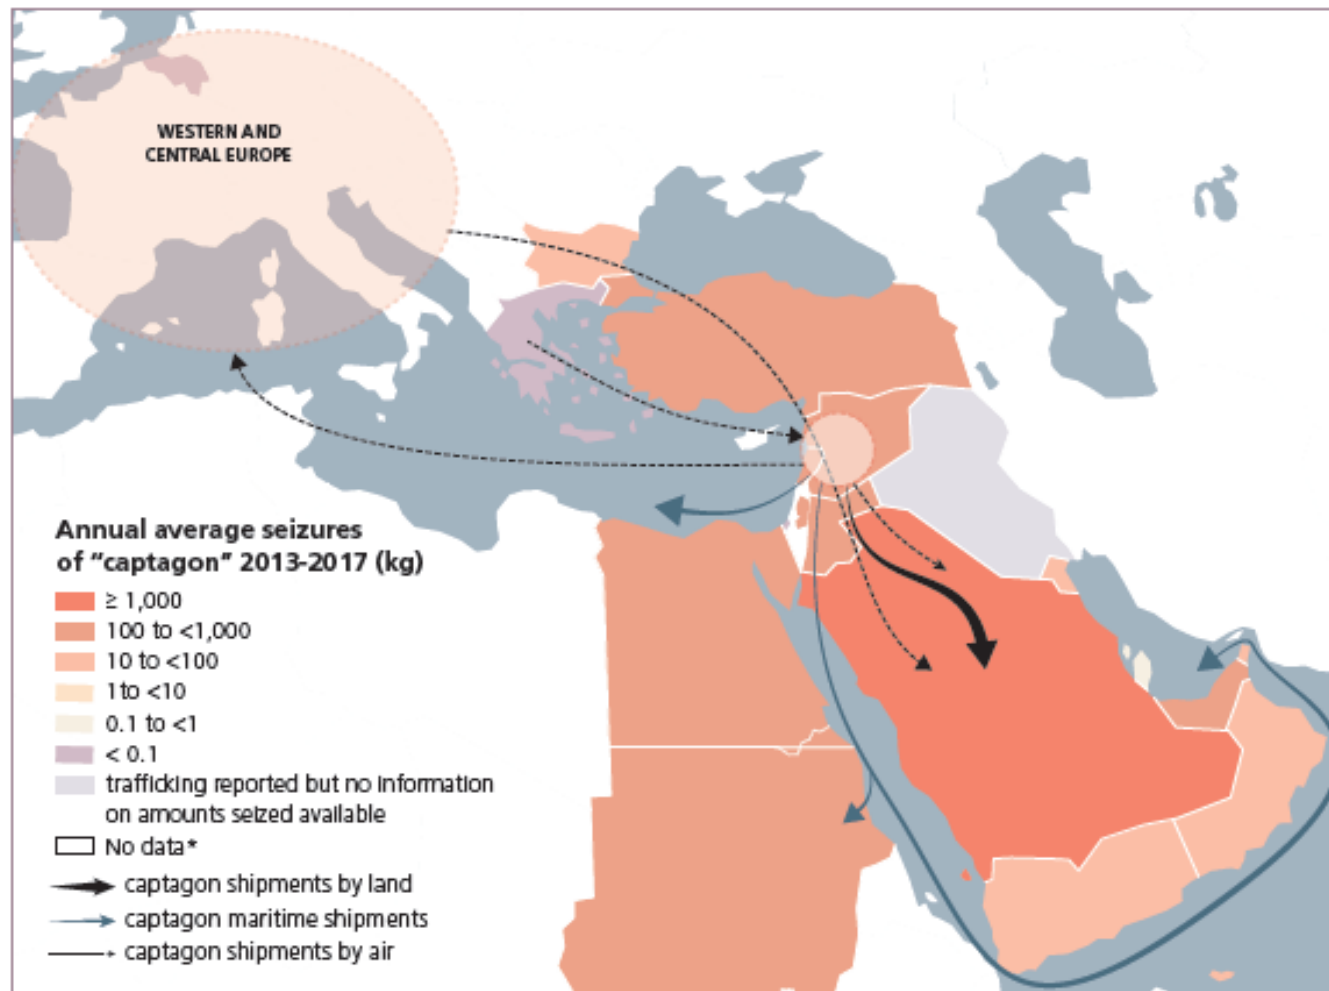 WESTERN AND
CENTRAL EUROPE
Annual average seizures
of “captagon” 2013-2017 (kg)
≥ 1,000
100 to <1,000
10 to <100
1to <10
0.1 to <1
< 0.1
trafficking reported but no information
on amounts seized available
No data*
captagon shipments by land
captagon maritime shipments
captagon shipments by air